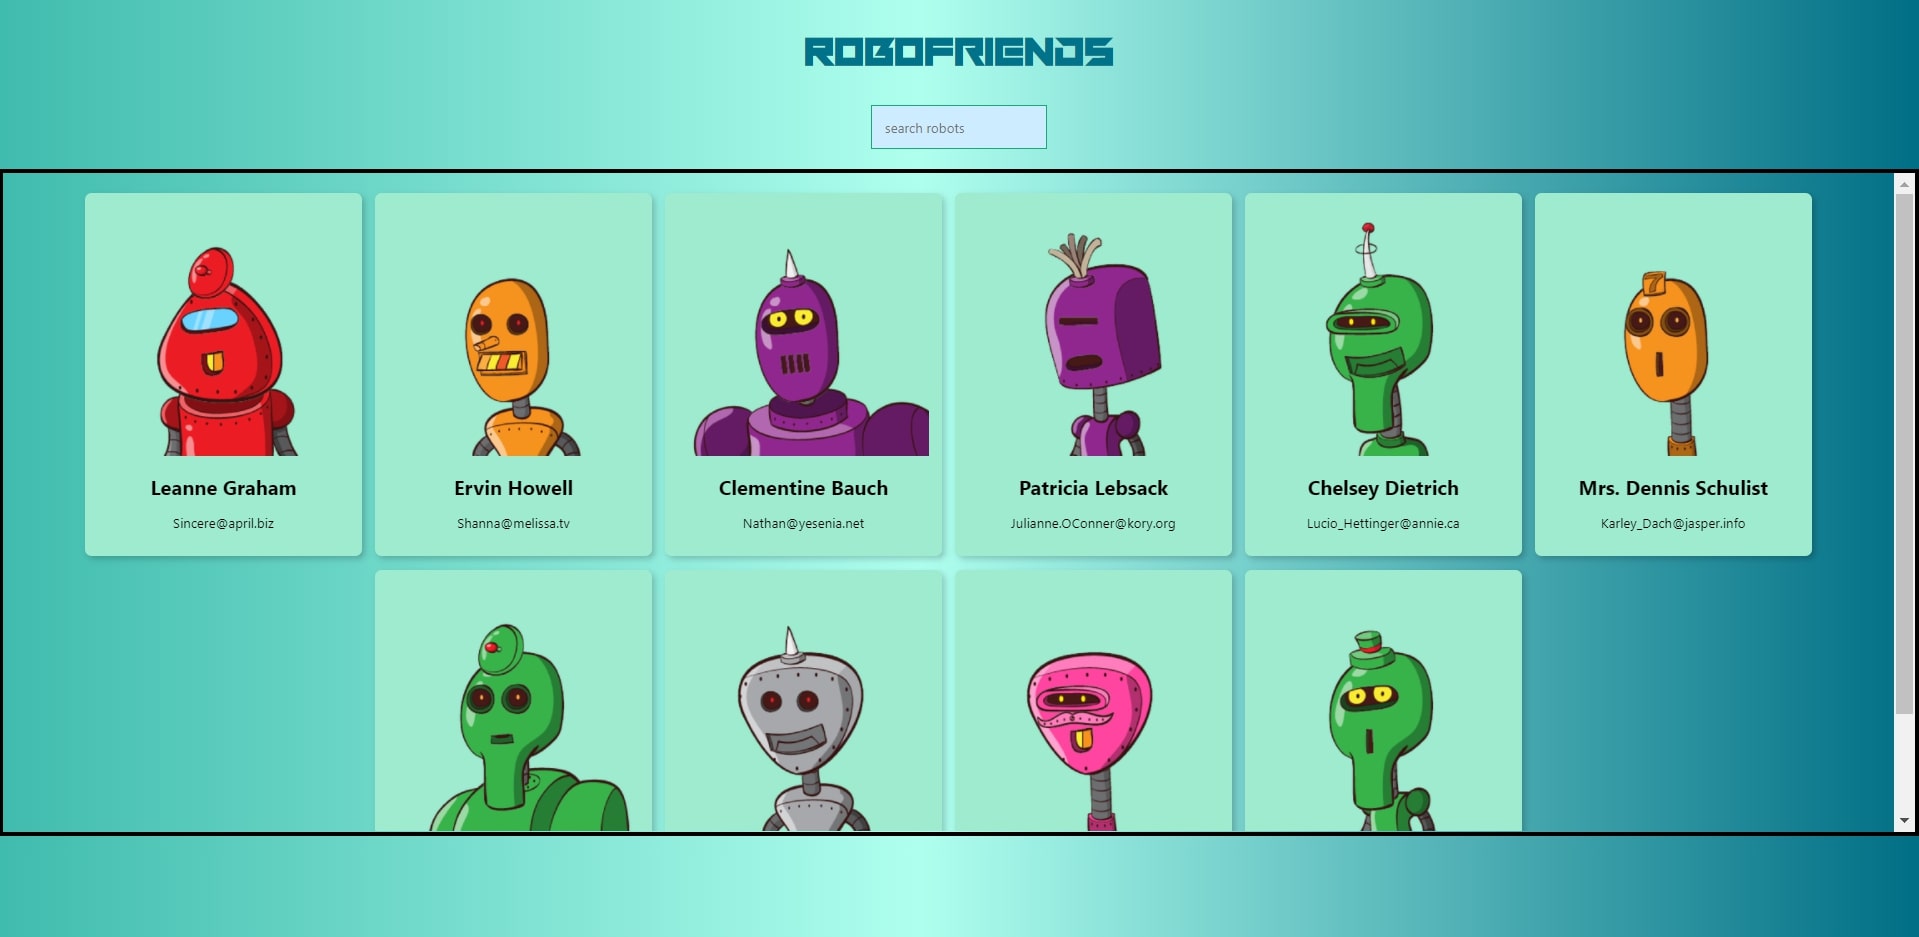 ROBOFRIENDS
search robots
7
Leanne Graham
Ervin Howell
Clementine Bauch
Patricia Lebsack
Chelsey Dietrich
Mrs. Dennis Schulist
Sincere@april.biz
Shanna@melissa.tv
Nathan@yesenia.net
Julianne.OConner@kory.org
Lucio_Hettinger@annie.ca
Karley_Dach@jasper.info